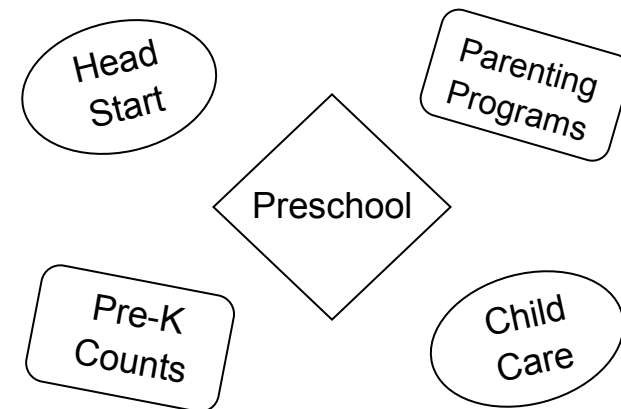 Head
Start
Parenting
Programs
Preschool
Pre-K
Counts
Child
Care